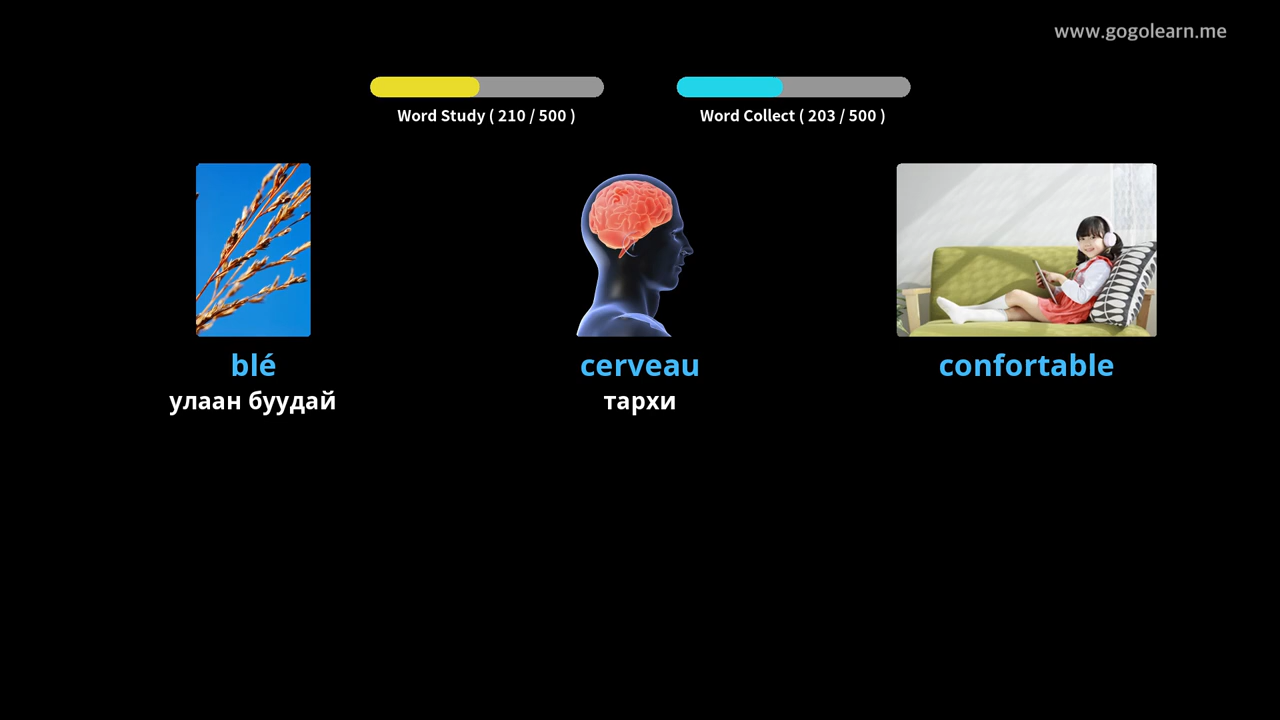 www.gogolearn.me
Word Study ( 210 / 500 )
Word Collect ( 203 / 500 )
blé
cerveau
confortable
улаан буудай
тархи